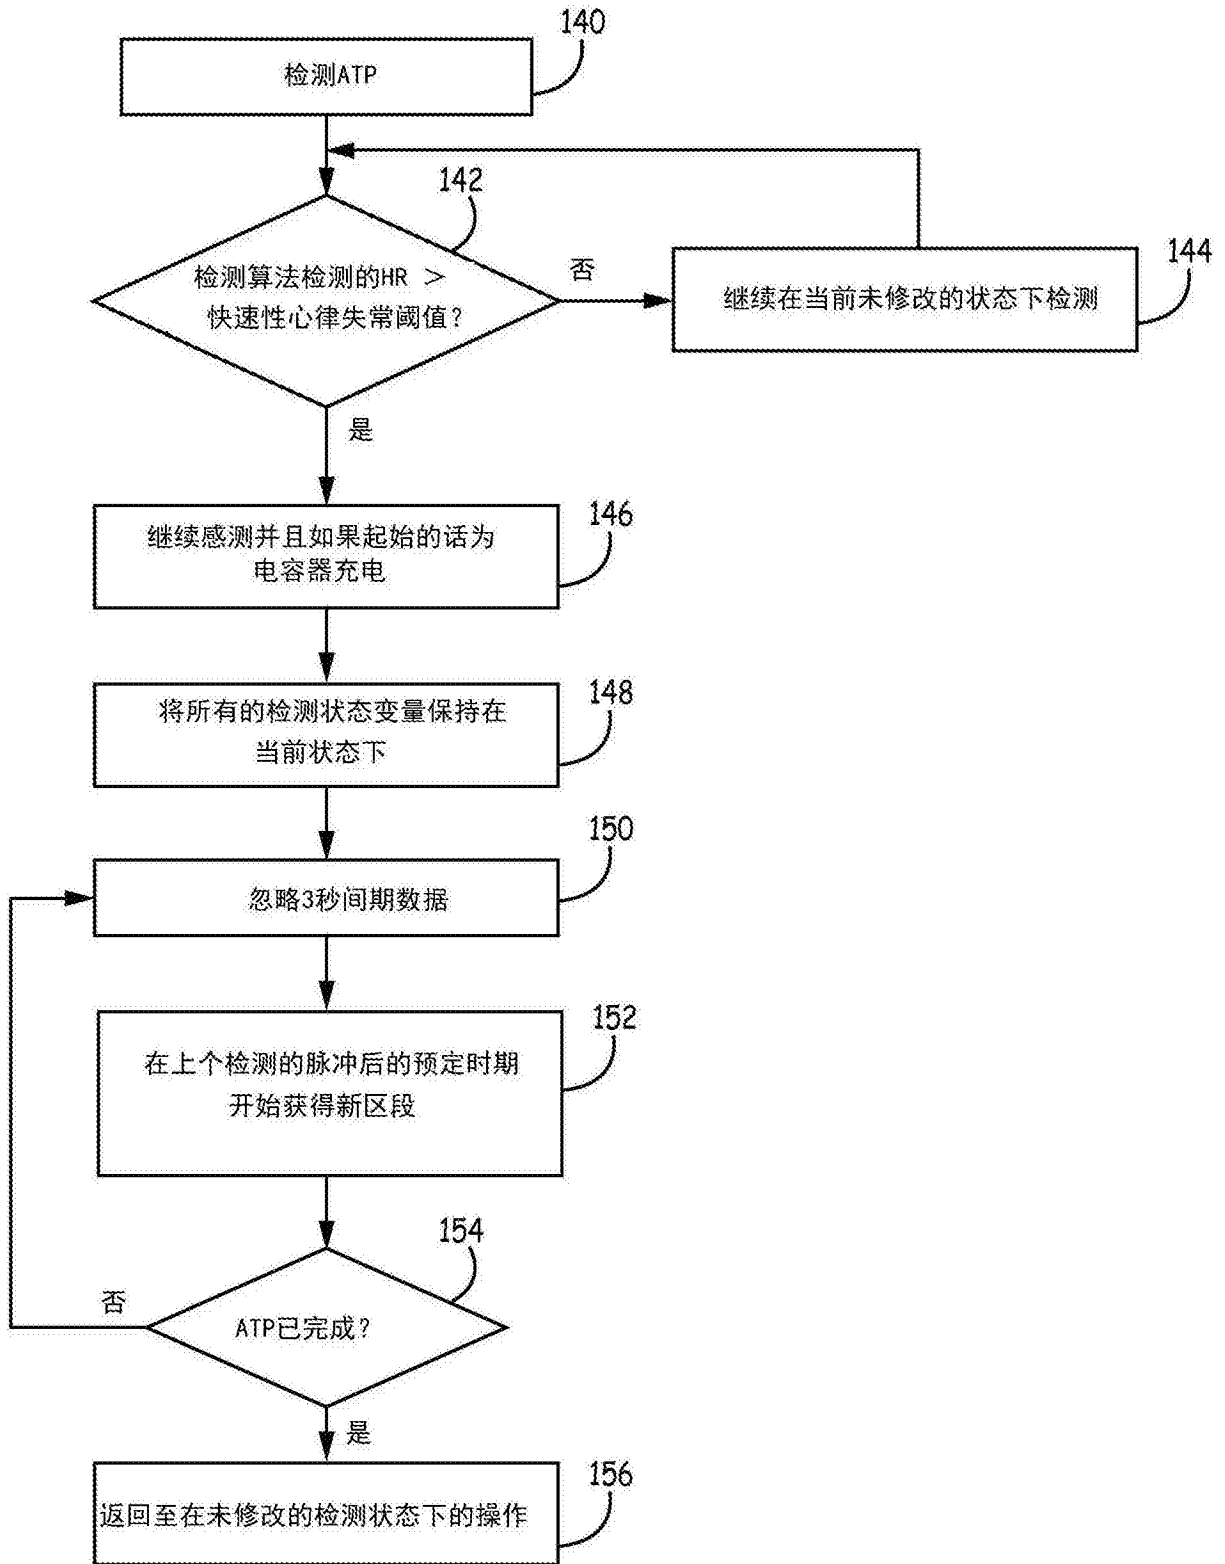 140
检测ATP
142
检测算法检测的HR ＞
快速性心律失常阈值?
否
144
继续在当前未修改的状态下检测
是
146
继续感测并且如果起始的话为
电容器充电
148
将所有的检测状态变量保持在
当前状态下
150
忽略3秒间期数据
152
在上个检测的脉冲后的预定时期
开始获得新区段
154
否
ATP已完成?
是
156
返回至在未修改的检测状态下的操作